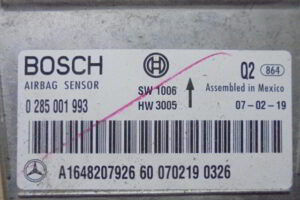 BOSCH
AIRBAG SENSOR
0 285 001 993
SW 1006
HW 3005
Q2 864
Assembled in Mexico
07-02-19
A1648207926 60 070219 0326